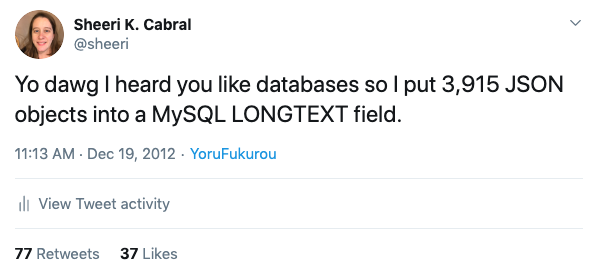 Sheeri K. Cabral
@sheeri
Yo dawg I heard you like databases so I put 3,915 JSON
objects into a MySQL LONGTEXT field.
11:13 AM · Dec 19, 2012 · YoruFukurou
View Tweet activity
77 Retweets 37 Likes